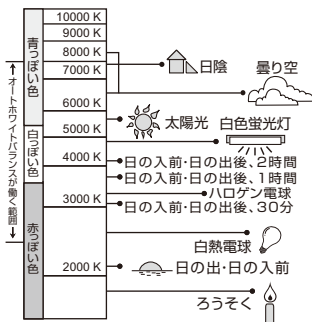 オートホワイトバランスが働く範囲
青っぽい色
白っぽい色
赤っぽい色
10000 K
9000 K
8000 K
7000 K
6000 K
5000 K
4000 K
3000 K
2000 K
日陰
曇り空
太陽光
白色蛍光灯
日の入前・日の出後、2時間
日の入前・日の出後、1時間
ハロゲン電球
日の入前・日の出後、30分
白熱電球
日の出・日の入前
ろうそく